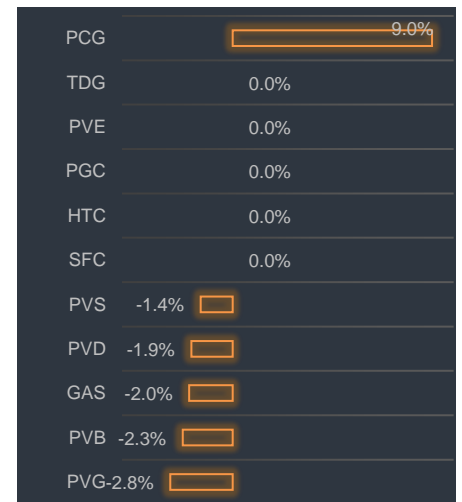 PCG 9.0%
TDG 0.0%
PVE 0.0%
PGC 0.0%
HTC 0.0%
SFC 0.0%
PVS -1.4%
PVD -1.9%
GAS -2.0%
PVB -2.3%
PVG -2.8%